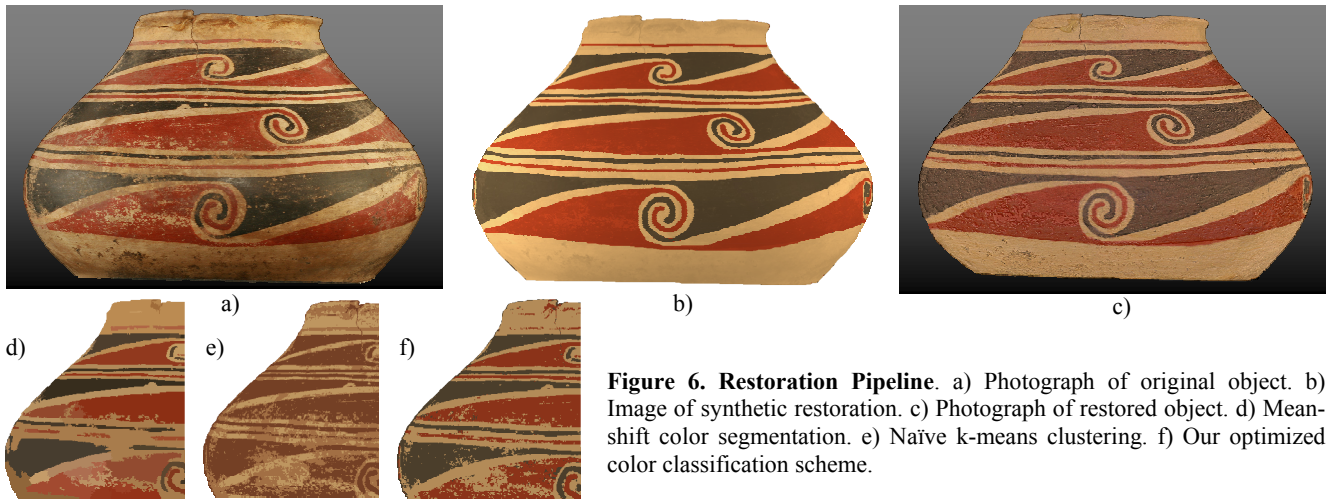 a)
b)
c)
d)
e)
f)
Figure 6. Restoration Pipeline. a) Photograph of original object. b)
Image of synthetic restoration. c) Photograph of restored object. d) Mean-
shift color segmentation. e) Naïve k-means clustering. f) Our optimized
color classification scheme.